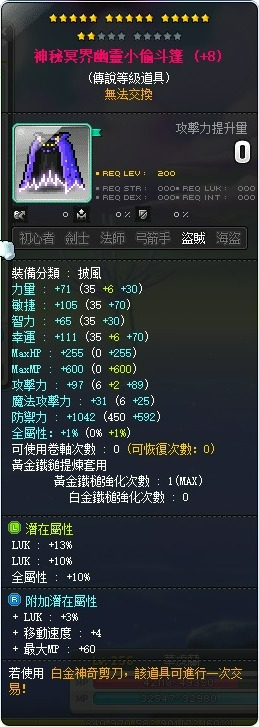 神秘冥界幽靈小偷斗篷 (+8)
(傳說等級道具)
無法交換
攻擊力提升量
0
REQ LEV : 200
REQ STR : 000 REQ LUK : 000
REQ DEX : 000 REQ INT : 000
0 0 0
初心者 劍士 法師 弓箭手 盜賊 海盜
裝備分類 : 披風
力量 : +71 (35 +6 +30)
敏捷 : +105 (35 +70)
智力 : +65 (35 +30)
幸運 : +111 (35 +6 +70)
MaxHP : +255 (0 +255)
MaxMP : +600 (0 +600)
攻擊力 : +97 (6 +2 +89)
魔法攻擊力 : +31 (6 +25)
防禦力 : +1042 (450 +592)
全屬性: +1% (0% +1%)
可使用卷軸次數 : 0 (可恢復次數: 0)
黃金鐵鎚提煉套用
黃金鐵鎚強化次數 : 1(MAX)
白金鐵鎚強化次數 : 0
L 潛在屬性
LUK : +13%
LUK : +10%
全屬性 : +10%
R 附加潛在屬性
+ LUK : +3%
+ 移動速度 : +4
+ 最大MP : +60
若使用 白金神奇剪刀，該道具可進行一次交
易!